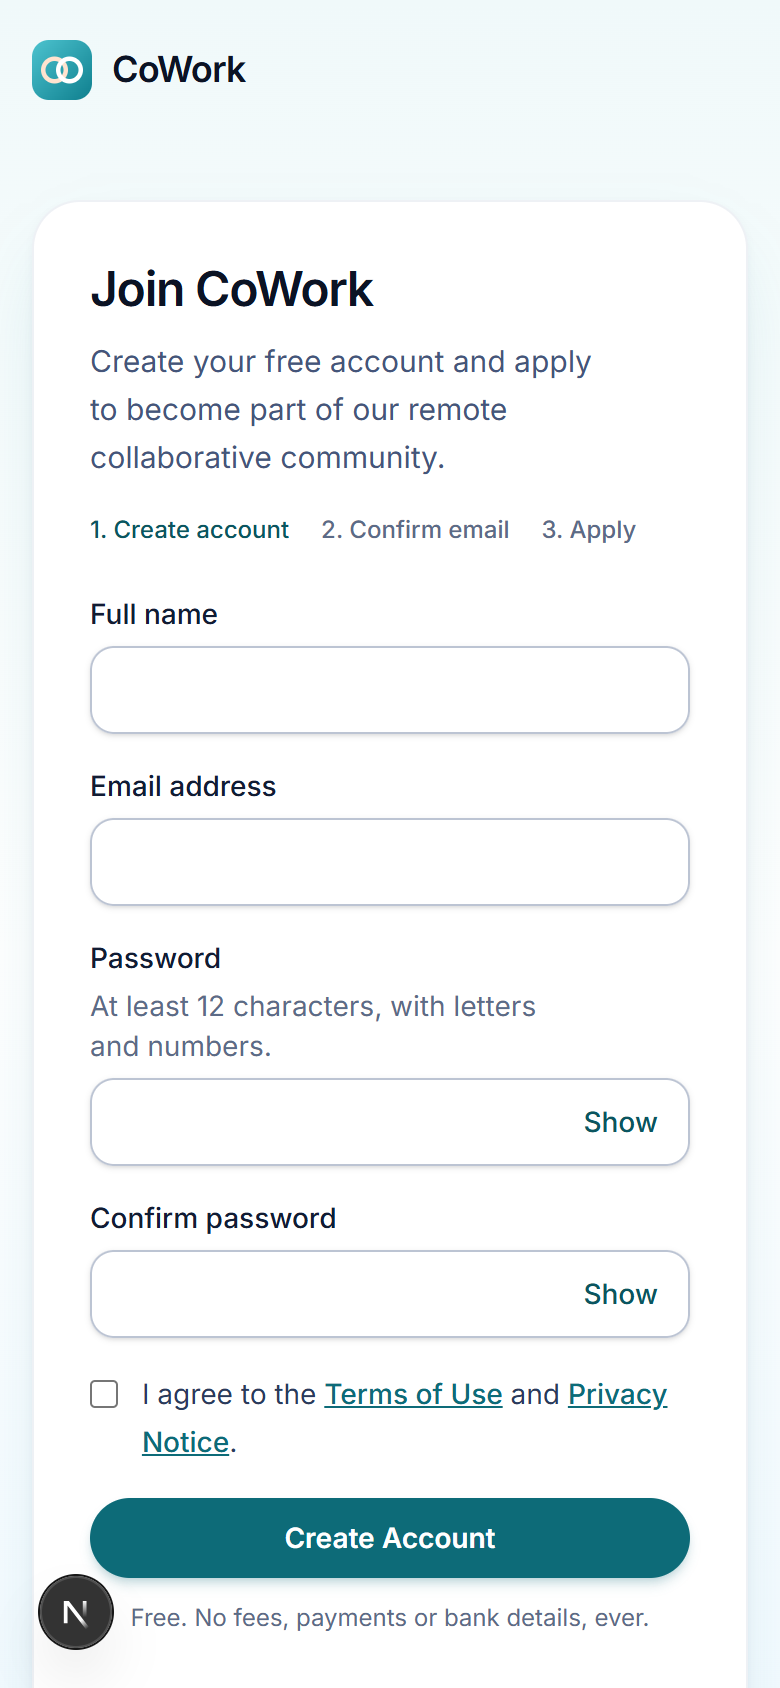 CoWork
Join CoWork
Create your free account and apply
to become part of our remote
collaborative community.
1. Create account 2. Confirm email 3. Apply
Full name
Email address
Password
At least 12 characters, with letters
and numbers.
Show
Confirm password
Show
I agree to the Terms of Use and Privacy
Notice.
Create Account
N
Free. No fees, payments or bank details, ever.